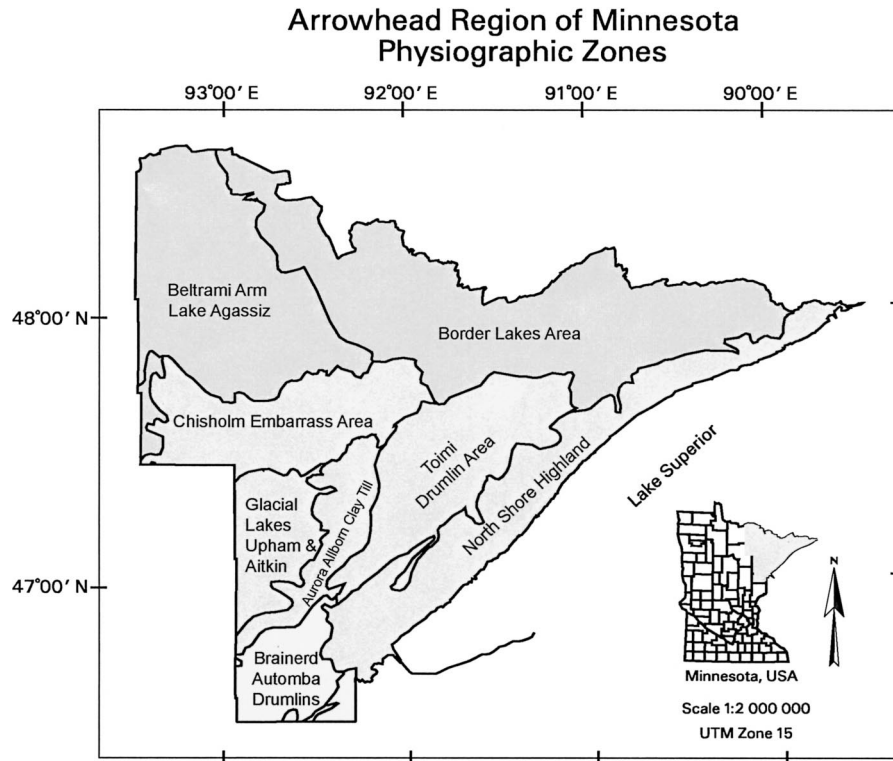 Arrowhead Region of Minnesota
Physiographic Zones
93°00' E
92°00' E
91°00' E
90°00' E
48°00' N
47°00' N
Beltrami Arm
Lake Agassiz
Border Lakes Area
Chisholm Embarrass Area
Toimi
Drumlin Area
North Shore Highland
Lake Superior
Glacial
Lakes
Upham &
Aitkin
Aurora Allborn Clay Till
Brainerd
Automba
Drumlins
N
Minnesota, USA
Scale 1:2 000 000
UTM Zone 15